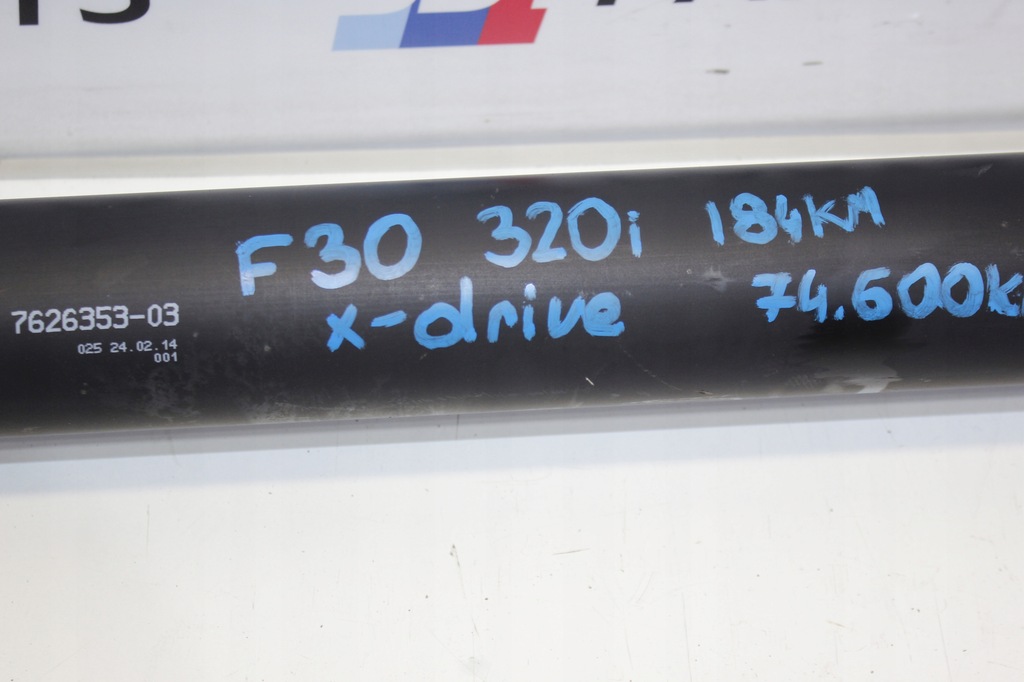 F30 320i 184KM
x-drive 74.600k
7626353-03
025 24.02.14
001